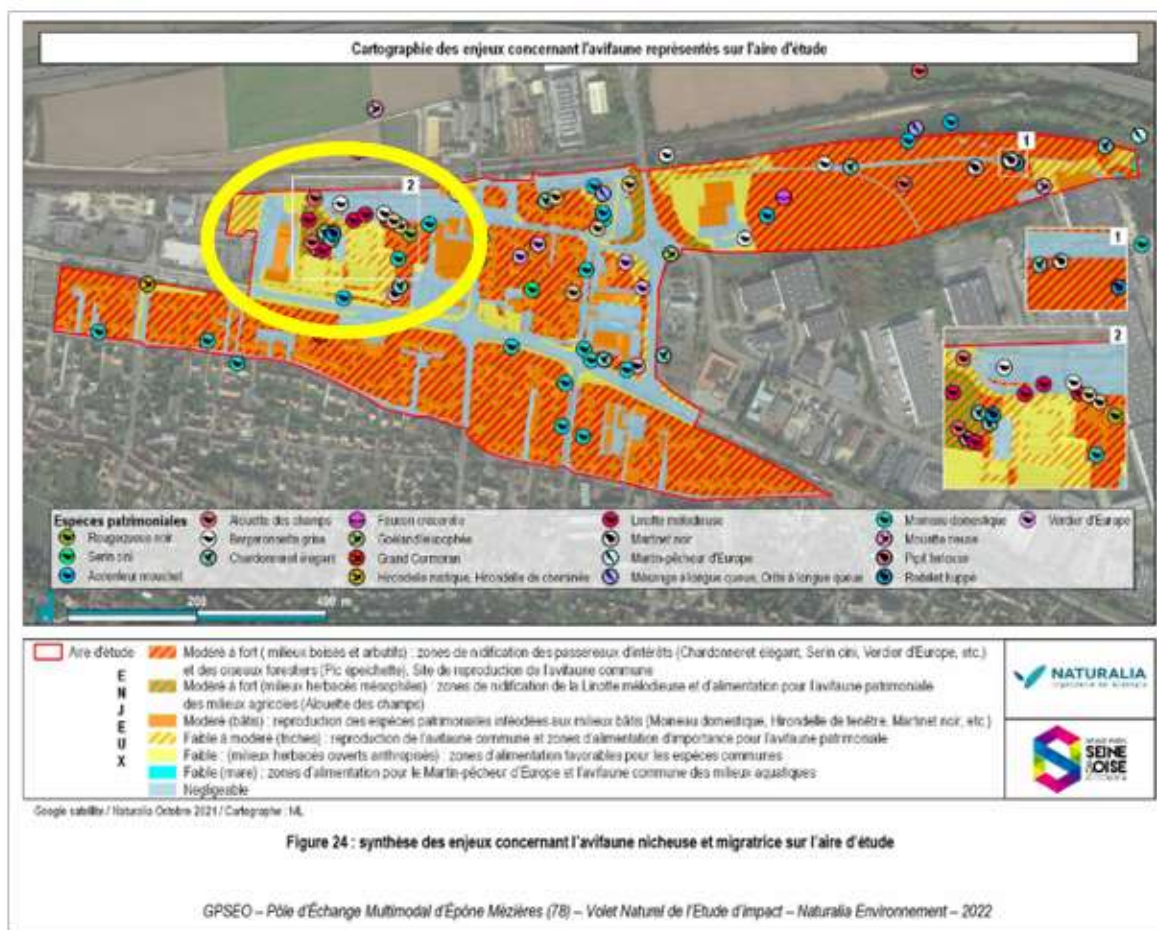 Cartographie des enjeux concernant l'avifaune représentés sur l'aire d'étude
2
1
1
2
Espèces patrimoniales
Rougequeue noir
Serin cini
Accenteur mouchet
Alouette des champs
Bergeronnette grise
Chardonneret élégant
Faucon crécerelle
Goéland leucophée
Grand Cormoran
Hirondelle rustique, Hirondelle de cheminée
Linotte mélodieuse
Martinet noir
Martin-pêcheur d'Europe
Mésange à longue queue, Orite à longue queue
Moineau domestique
Mouette rieuse
Pipit farlouse
Roitelet huppé
Verdier d'Europe
0 200 400 m
Aire d'étude
ENJEUX
Modéré à fort ( milieux boisés et arbutifs) : zones de nidification des passereaux d'intérêts (Chardonneret élégant, Serin cini, Verdier d'Europe, etc.)
et des oiseaux forestiers (Pic épeichette), Site de reproduction de l'avifaune commune
Modéré à fort (milieux herbacés mésophiles) : zones de nidification de la Linotte mélodieuse et d'alimentation pour l'avifaune patrimoniale
des milieux agricoles (Alouette des champs)
Modéré (bâtis) : reproduction des espèces patrimoniales inféodées aux milieux bâtis (Moineau domestique, Hirondelle de fenêtre, Martinet noir, etc.)
Faible à modéré (friches) : reproduction de l'avifaune commune et zones d'alimentation d'importance pour l'avifaune patrimoniale
Faible : (milieux herbacés ouverts anthropisés) : zones d'alimentation favorables pour les espèces communes
Faible (mare) : zones d'alimentation pour le Martin-pêcheur d'Europe et l'avifaune commune des milieux aquatiques
Négligeable
NATURALIA
SEINE
&OISE
Google satellite / Naturalia Octobre 2021 / Cartographe : ML
Figure 24 : synthèse des enjeux concernant l'avifaune nicheuse et migratrice sur l'aire d'étude
GPSEO – Pôle d'Échange Multimodal d'Épône Mézières (78) – Volet Naturel de l'Etude d'impact – Naturalia Environnement – 2022